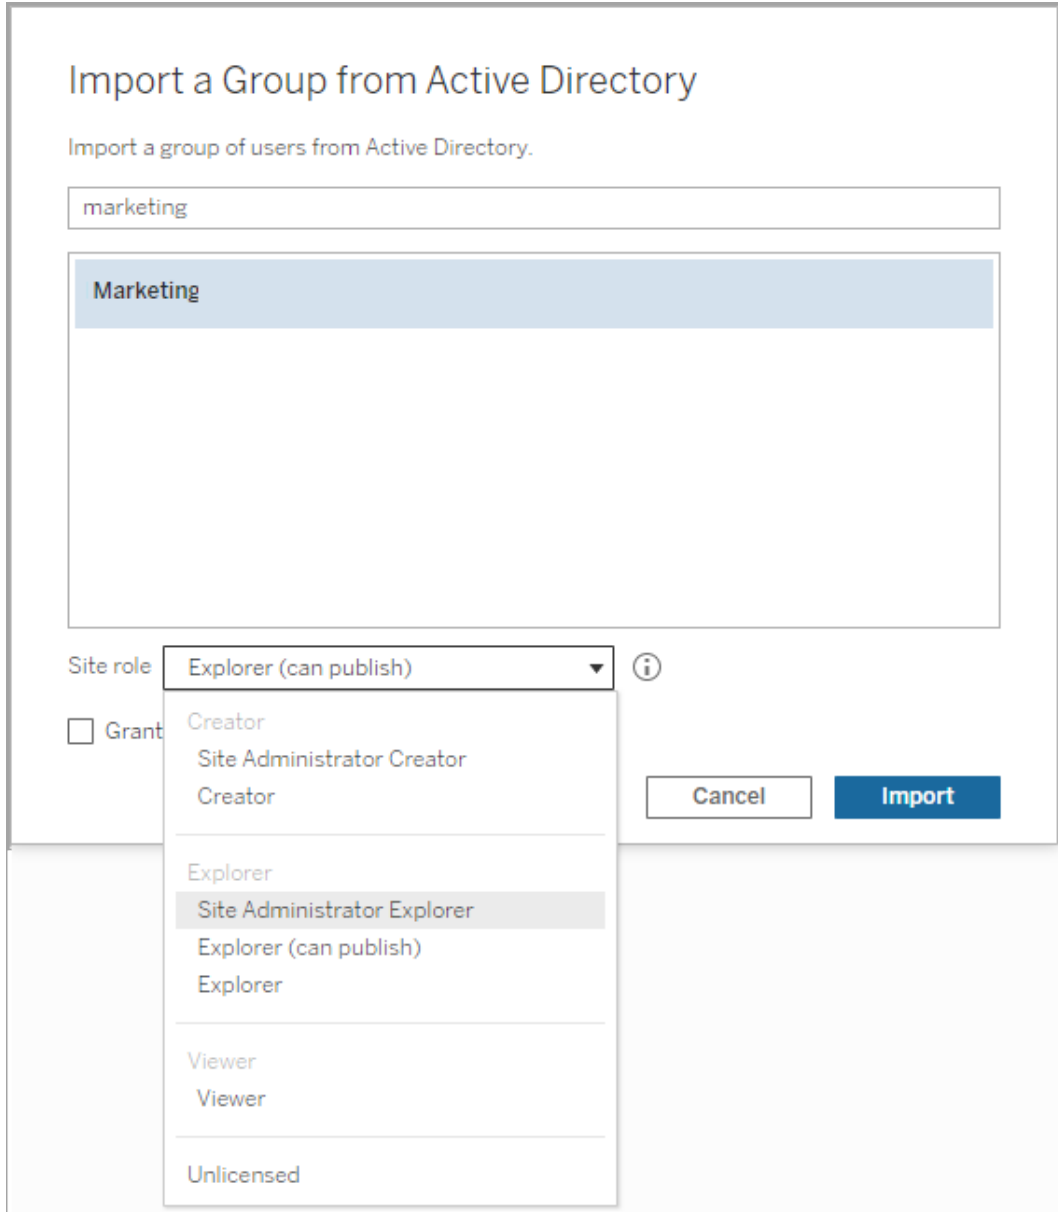 Import a Group from Active Directory
Import a group of users from Active Directory.
marketing
Marketing
Site role Explorer (can publish)
Grant
Creator
Site Administrator Creator
Creator
Cancel Import
Explorer
Site Administrator Explorer
Explorer (can publish)
Explorer
Viewer
Viewer
Unlicensed